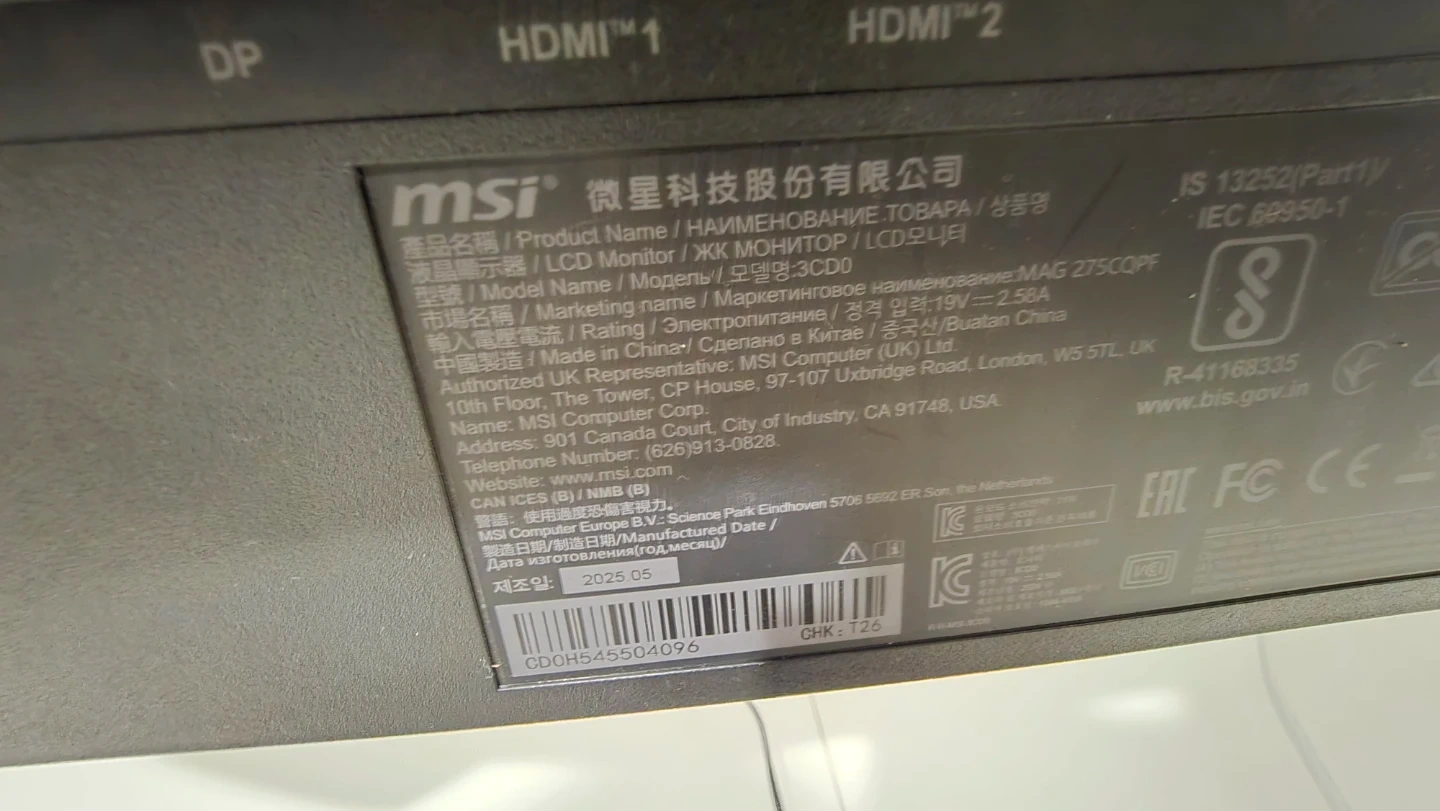 DP
HDMI™ 1
HDMI™ 2
msi® 微星科技股份有限公司
產品名稱 / Product Name / НАИМЕНОВАНИЕ ТОВАРА / 상품명
液晶顯示器 / LCD Monitor / ЖК МОНИТОР / LCD모니터
型號 / Model Name / Модель / 모델명:3CD0
市場名稱 / Marketing name / Маркетинговое наименование:MAG 275CQPF
輸入電壓電流 / Rating / Электропитание / 정격 입력:19V⎓2.58A
中國製造 / Made in China / Сделано в Китае / 중국산/Buatan China
Authorized UK Representative: MSI Computer (UK) Ltd.
10th Floor, The Tower, CP House, 97-107 Uxbridge Road, London, W5 5TL. UK
Name: MSI Computer Corp.
Address: 901 Canada Court, City of Industry, CA 91748, USA
Telephone Number: (626)913-0828.
Website: www.msi.com
CAN ICES (B) / NMB (B)
警語：使用過度恐傷害視力。
MSI Computer Europe B.V.: Science Park Eindhoven 5706 5692 ER Son, the Netherlands
製造日期/制造日期/Manufactured Date /
Дата изготовления(год,месяц)/
제조일: 2025.05
CD0H545504096
CHK: T26
IS 13252(Part1)/
IEC 60950-1
R-41168335
www.bis.gov.in
EAC FC CE